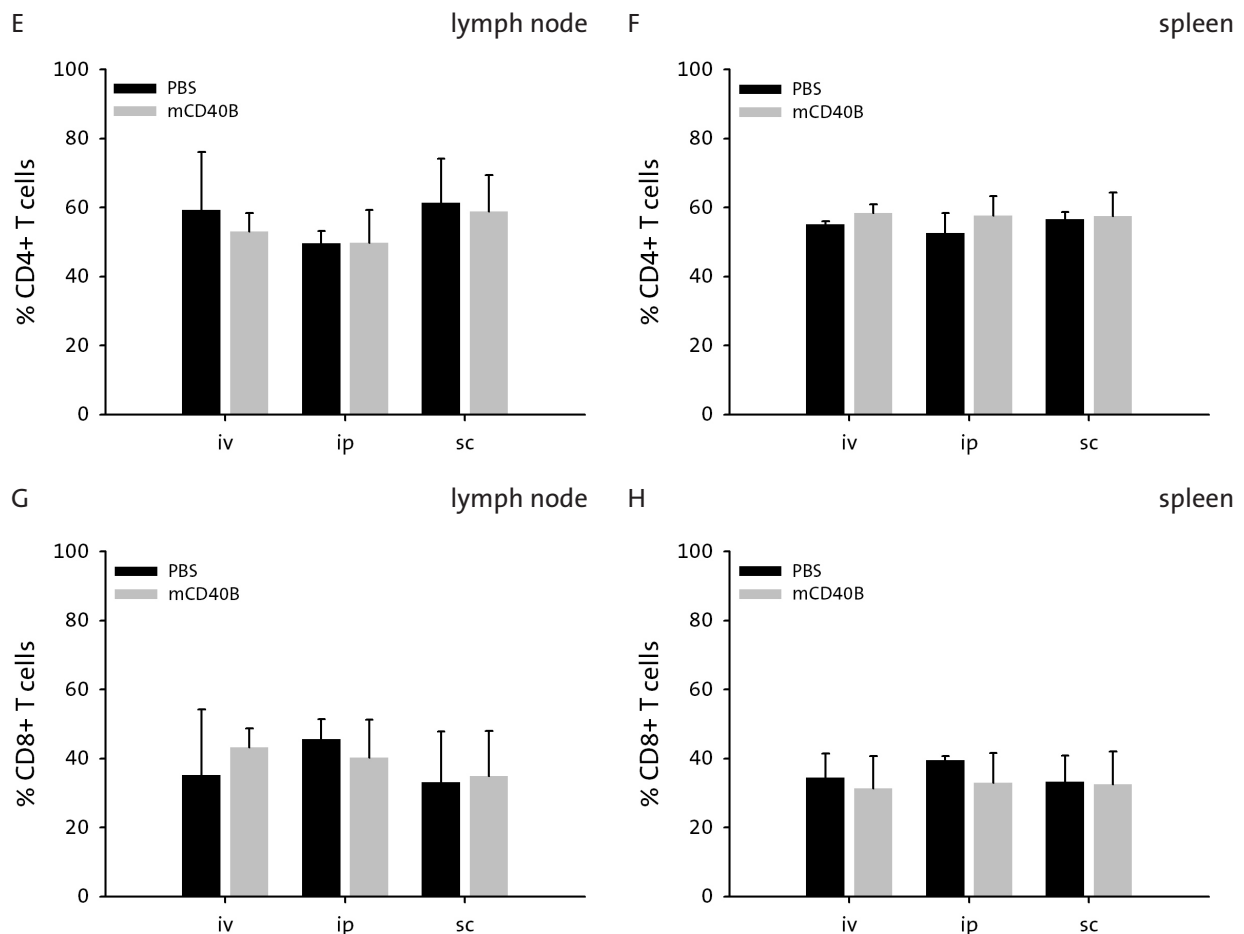 E lymph node
% CD4+ T cells
100
80
60
40
20
0
PBS
mCD40B
iv ip sc
F spleen
% CD4+ T cells
100
80
60
40
20
0
PBS
mCD40B
iv ip sc
G lymph node
% CD8+ T cells
100
80
60
40
20
0
PBS
mCD40B
iv ip sc
H spleen
% CD8+ T cells
100
80
60
40
20
0
PBS
mCD40B
iv ip sc